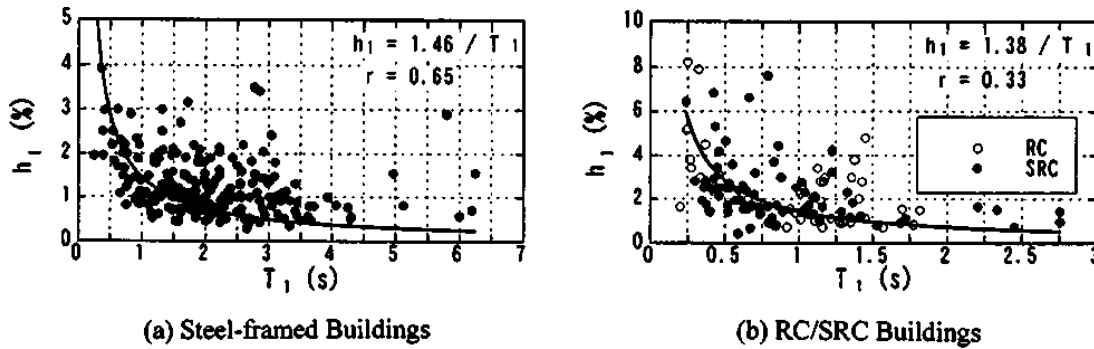 5
4
3
2
1
0
h₁ (%)
h₁ = 1.46 / T₁
r = 0.65
0 1 2 3 4 5 6 7
T₁ (s)
(a) Steel-framed Buildings
10
8
6
4
2
0
h₁ (%)
h₁ = 1.38 / T₁
r = 0.33
RC
SRC
0 0.5 1 1.5 2 2.5 3
T₁ (s)
(b) RC/SRC Buildings